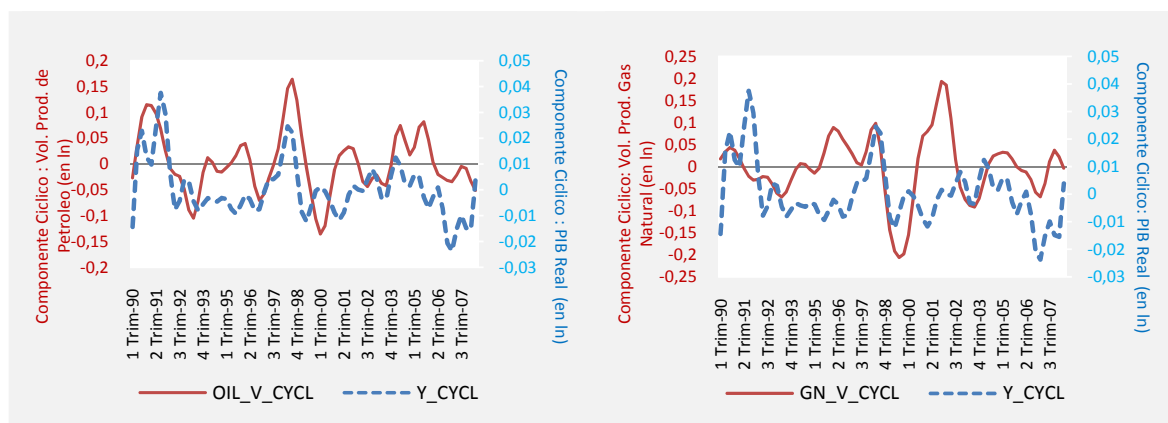 Componente Ciclico : Vol. Prod. de
Petroleo (en ln)
0,2
0,15
0,1
0,05
0
-0,05
-0,1
-0,15
-0,2
0,05
0,04
0,03
0,02
0,01
0,00
-0,01
-0,02
-0,03
Componente Ciclico : PIB Real (en ln)
1 Trim-90
2 Trim-91
3 Trim-92
4 Trim-93
1 Trim-95
2 Trim-96
3 Trim-97
4 Trim-98
1 Trim-00
2 Trim-01
3 Trim-02
4 Trim-03
1 Trim-05
2 Trim-06
3 Trim-07
OIL_V_CYCL
Y_CYCL
Componente Ciclico: Vol. Prod. Gas
Natural (en ln)
0,25
0,2
0,15
0,1
0,05
0
-0,05
-0,1
-0,15
-0,2
-0,25
0,05
0,04
0,03
0,02
0,01
0,00
-0,01
-0,02
-0,03
Componente Ciclico: PIB Real (en ln)
1 Trim-90
2 Trim-91
3 Trim-92
4 Trim-93
1 Trim-95
2 Trim-96
3 Trim-97
4 Trim-98
1 Trim-00
2 Trim-01
3 Trim-02
4 Trim-03
1 Trim-05
2 Trim-06
3 Trim-07
GN_V_CYCL
Y_CYCL